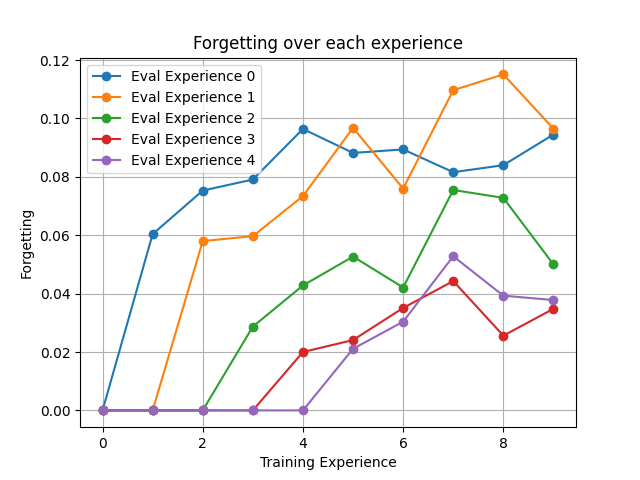 Forgetting over each experience
0.12
0.10
0.08
0.06
0.04
0.02
0.00
Forgetting
Eval Experience 0
Eval Experience 1
Eval Experience 2
Eval Experience 3
Eval Experience 4
0 2 4 6 8
Training Experience